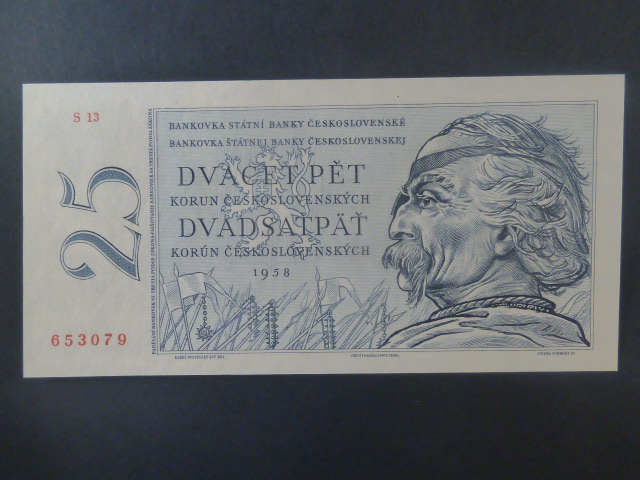 S 13
25
653079
BANKOVKA STÁTNÍ BANKY ČESKOSLOVENSKÉ
BANKOVKA ŠTÁTNEJ BANKY ČESKOSLOVENSKEJ
DVACET PĚT
KORUN ČESKOSLOVENSKÝCH
DVADSAŤPÄŤ
KORÚN ČESKOSLOVENSKÝCH
1958